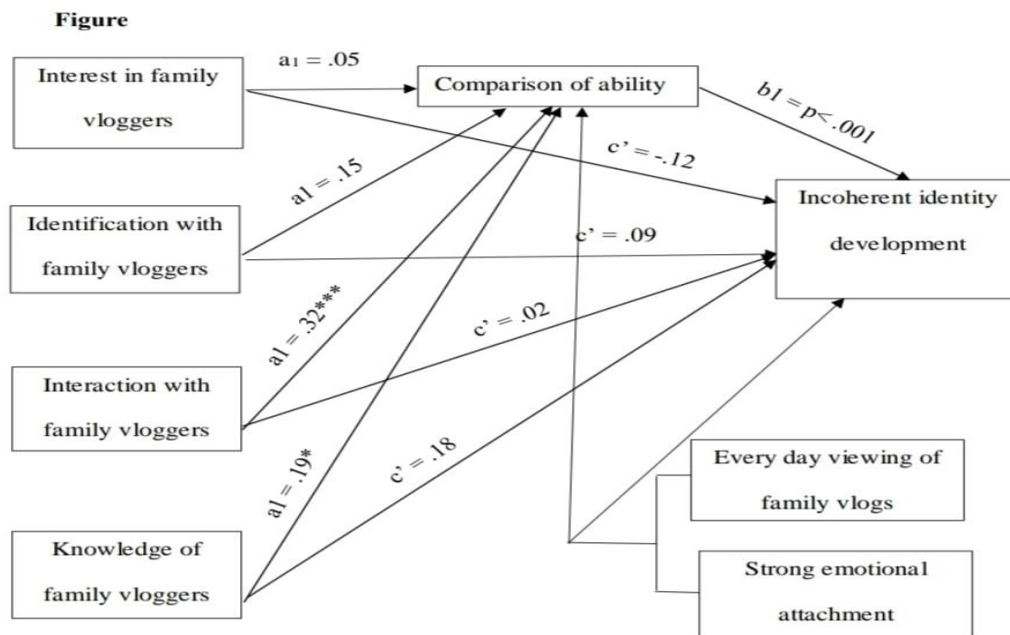 Figure
Interest in family
vloggers
a1 = .05
Comparison of ability
b1 = p< .001
c’ = -.12
Incoherent identity
development
a1 = .15
Identification with
family vloggers
c’ = .09
a1 = .32***
c’ = .02
Interaction with
family vloggers
a1 = .19*
c’ = .18
Every day viewing of
family vlogs
Knowledge of
family vloggers
Strong emotional
attachment